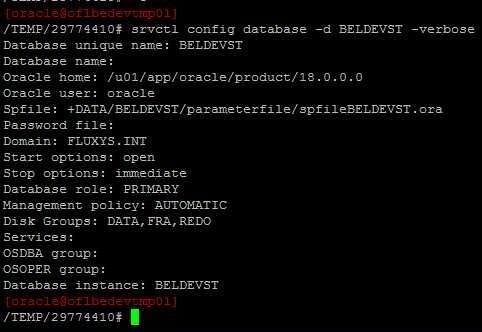 [oracle@oflbedevtmp01]
/TEMP/29774410# srvctl config database -d BELDEVST -verbose
Database unique name: BELDEVST
Database name:
Oracle home: /u01/app/oracle/product/18.0.0.0
Oracle user: oracle
Spfile: +DATA/BELDEVST/parameterfile/spfileBELDEVST.ora
Password file:
Domain: FLUXYS.INT
Start options: open
Stop options: immediate
Database role: PRIMARY
Management policy: AUTOMATIC
Disk Groups: DATA,FRA,REDO
Services:
OSDBA group:
OSOPER group:
Database instance: BELDEVST
[oracle@oflbedevtmp01]
/TEMP/29774410#